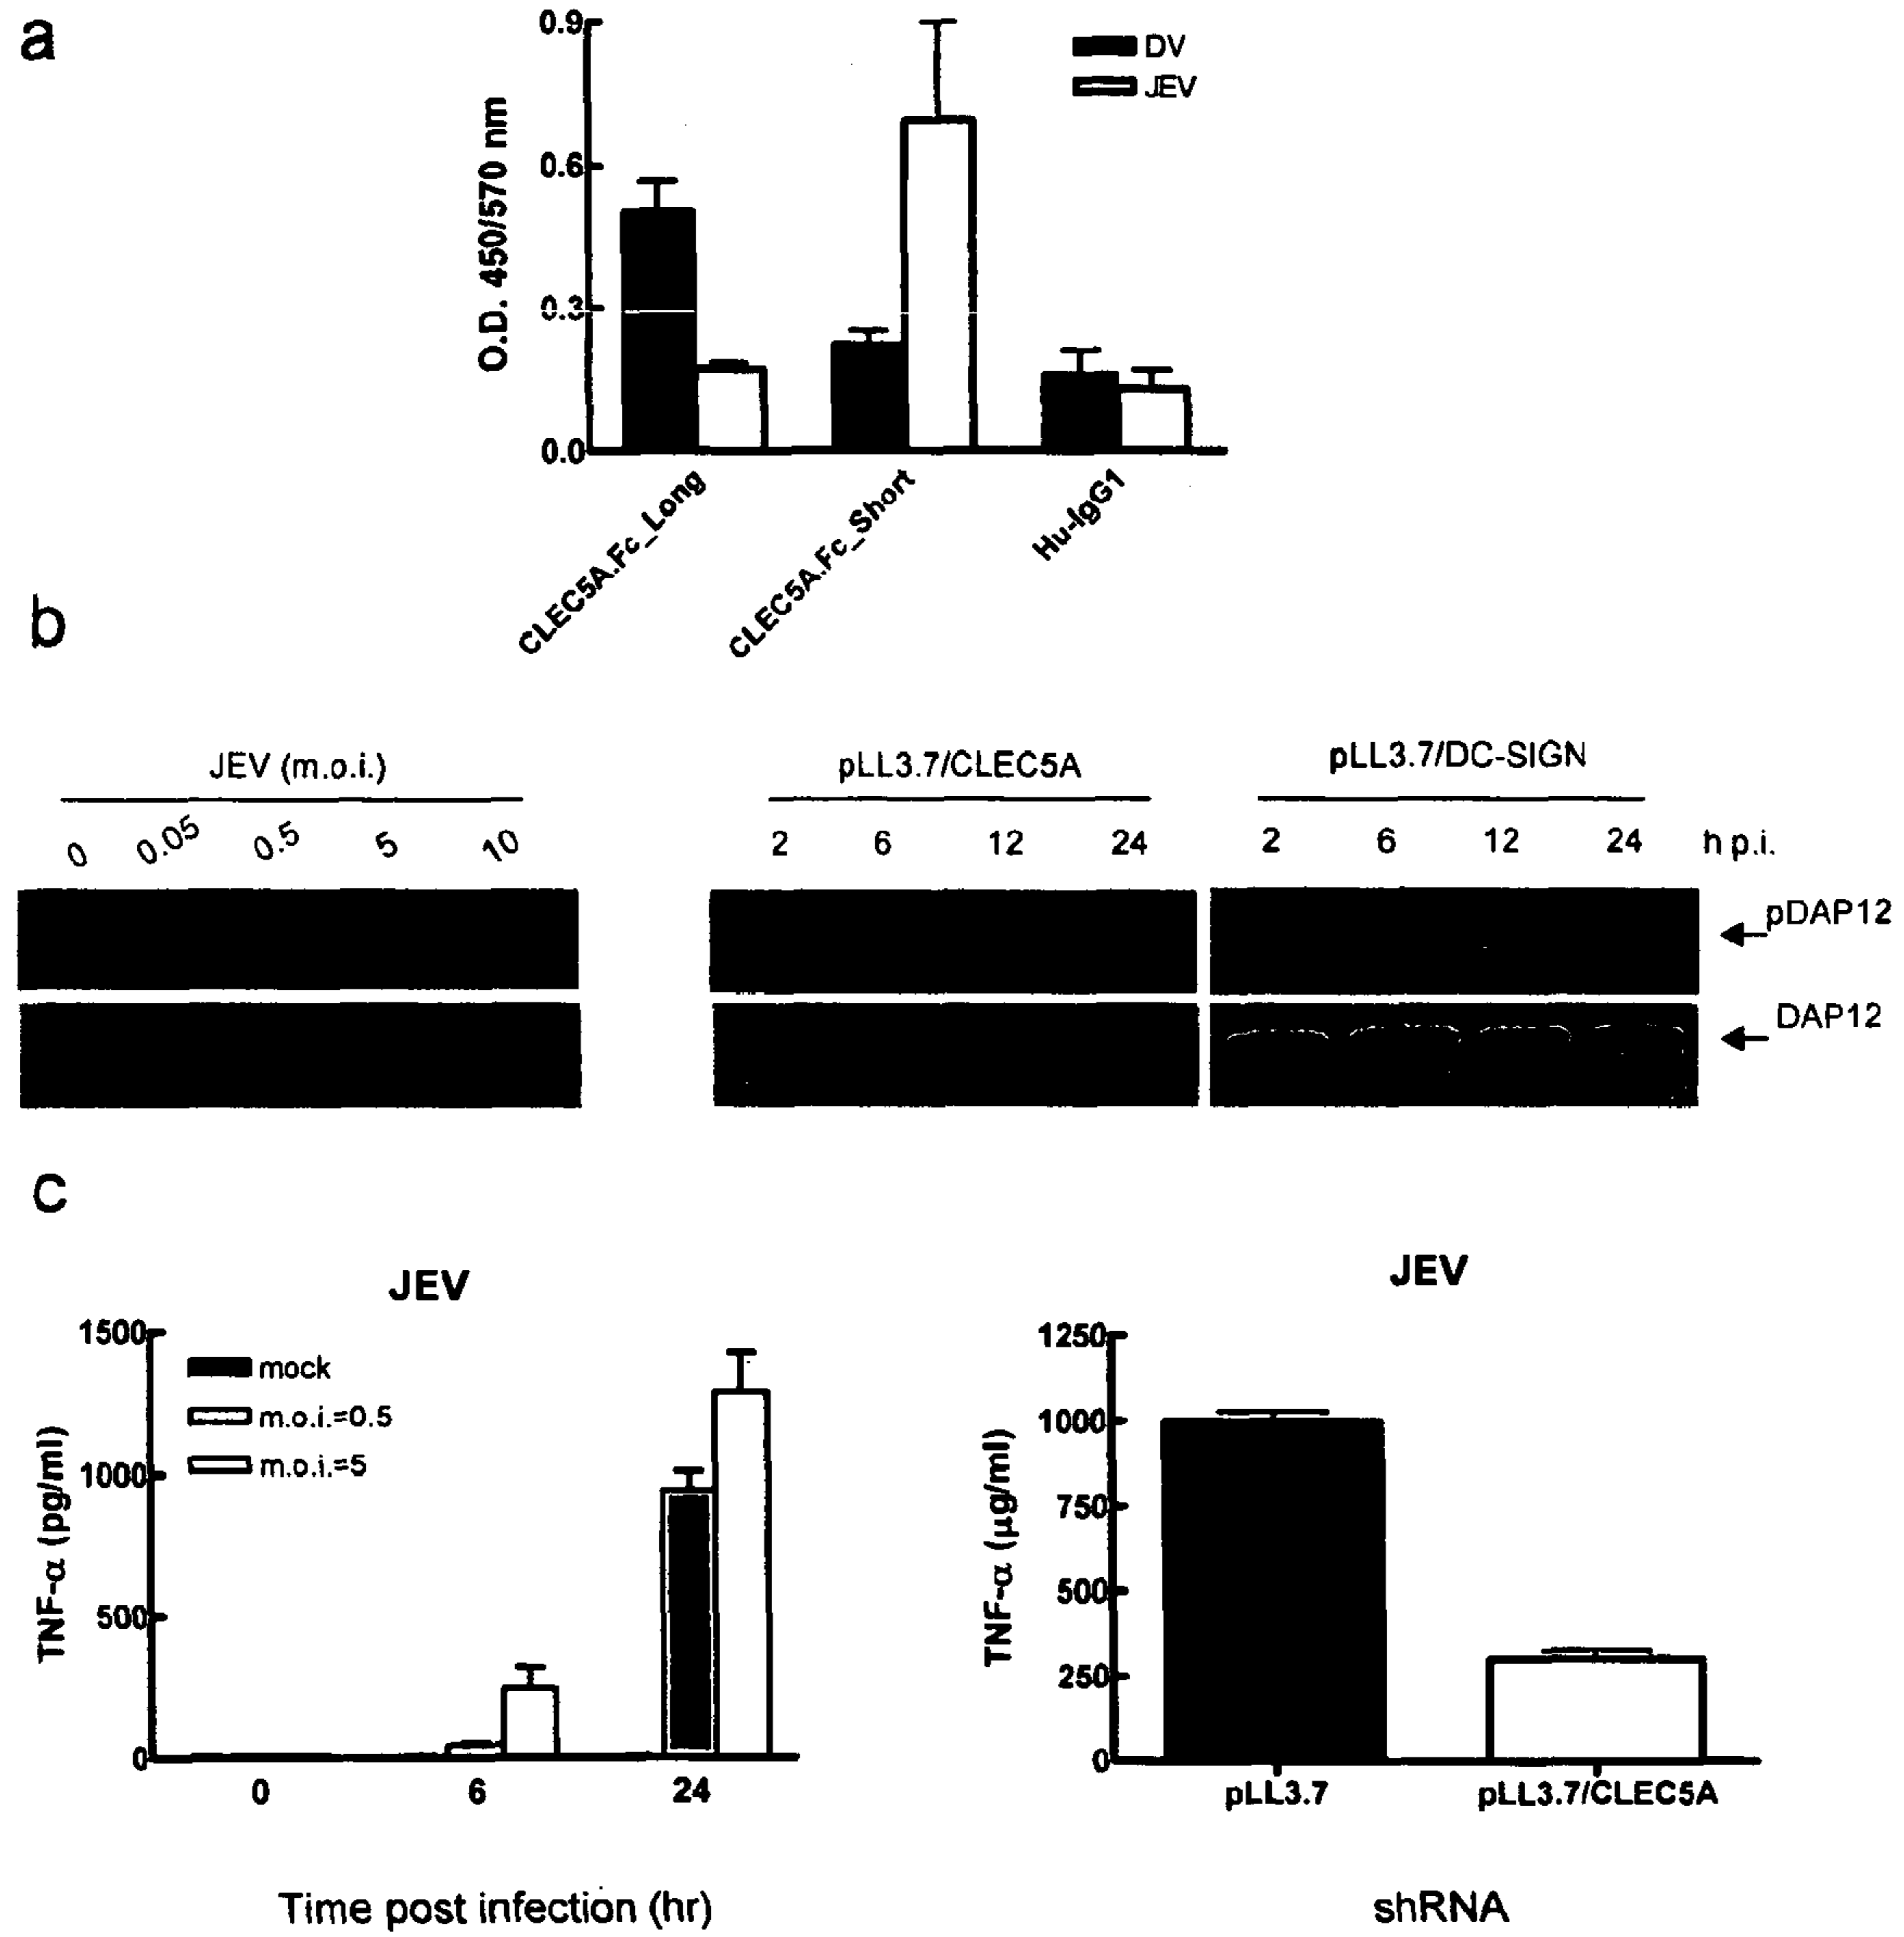 a
0.9
0.6
0.3
0.0
O.D. 450/570 nm
DV
JEV
CLEC5A.Fc_Long
CLEC5A.Fc_Short
Hu-IgG1
b
JEV (m.o.i.)
0 0.05 0.5 5 10
pLL3.7/CLEC5A
2 6 12 24
pLL3.7/DC-SIGN
2 6 12 24 h p.i.
pDAP12
DAP12
c
JEV
1500
1000
500
0
TNF-α (pg/ml)
mock
m.o.i.=0.5
m.o.i.=5
0 6 24
Time post infection (hr)
JEV
1250
1000
750
500
250
0
TNF-α (μg/ml)
pLL3.7 pLL3.7/CLEC5A
shRNA